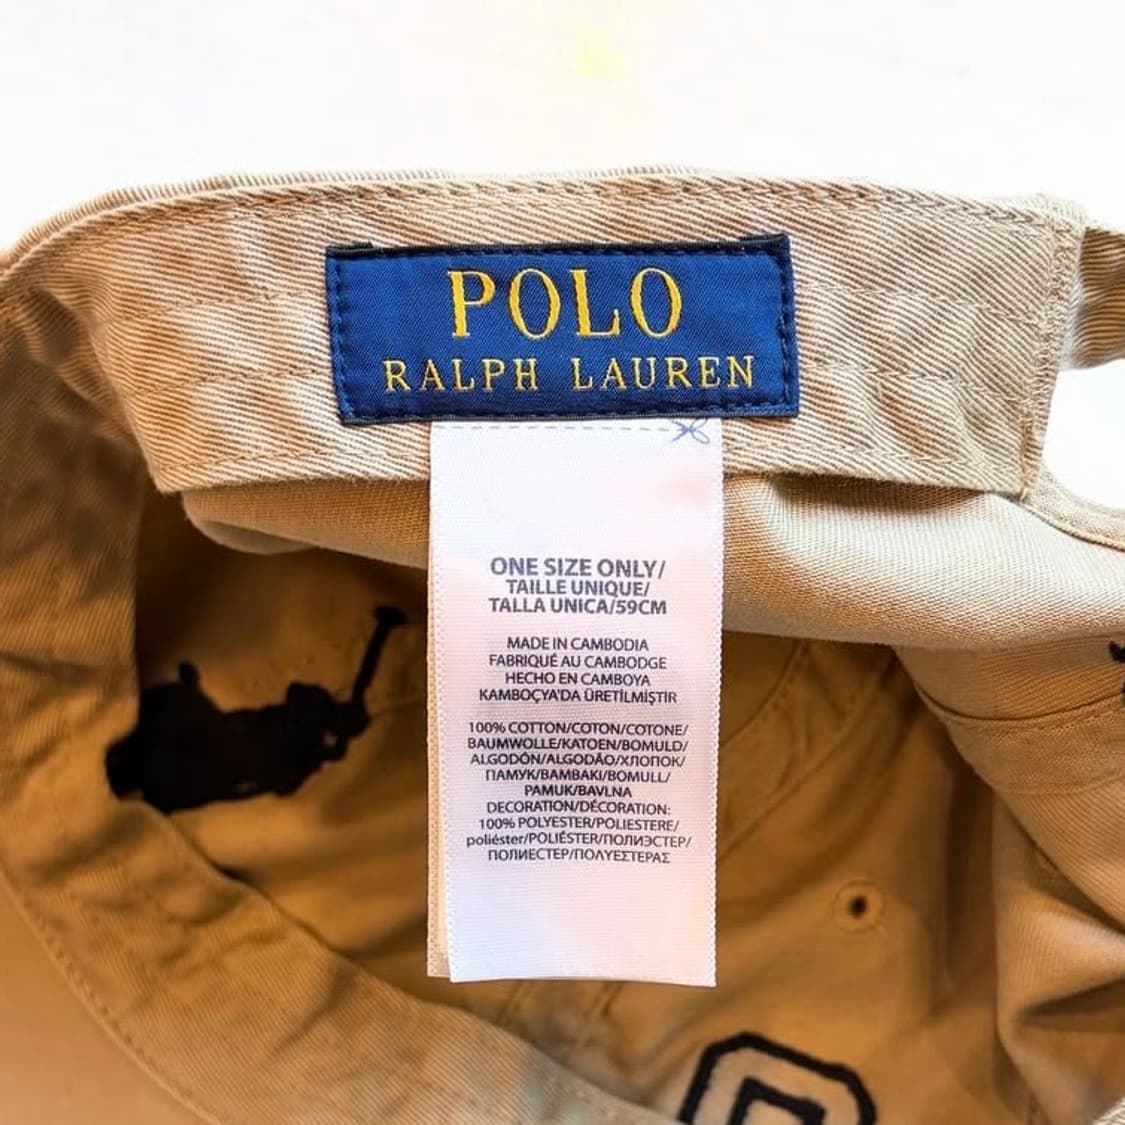 POLO
RALPH LAUREN
ONE SIZE ONLY/
TAILLE UNIQUE/
TALLA UNICA/59CM
MADE IN CAMBODIA
FABRIQUÉ AU CAMBODGE
HECHO EN CAMBOYA
KAMBOÇYA'DA ÜRETİLMİŞTİR
100% COTTON/COTON/COTONE/
BAUMWOLLE/KATOEN/BOMULD/
ALGODÓN/ALGODÃO/ХЛОПОК/
ПАМУК/ΒΑΜΒΑΚΙ/BOMULL/
PAMUK/BAVLNA
DECORATION/DÉCORATION:
100% POLYESTER/POLIESTERE/
poliéster/POLIÉSTER/ПОЛИЭСТЕР/
ПОЛИЕСТЕР/ΠΟΛΥΕΣΤΕΡΑΣ